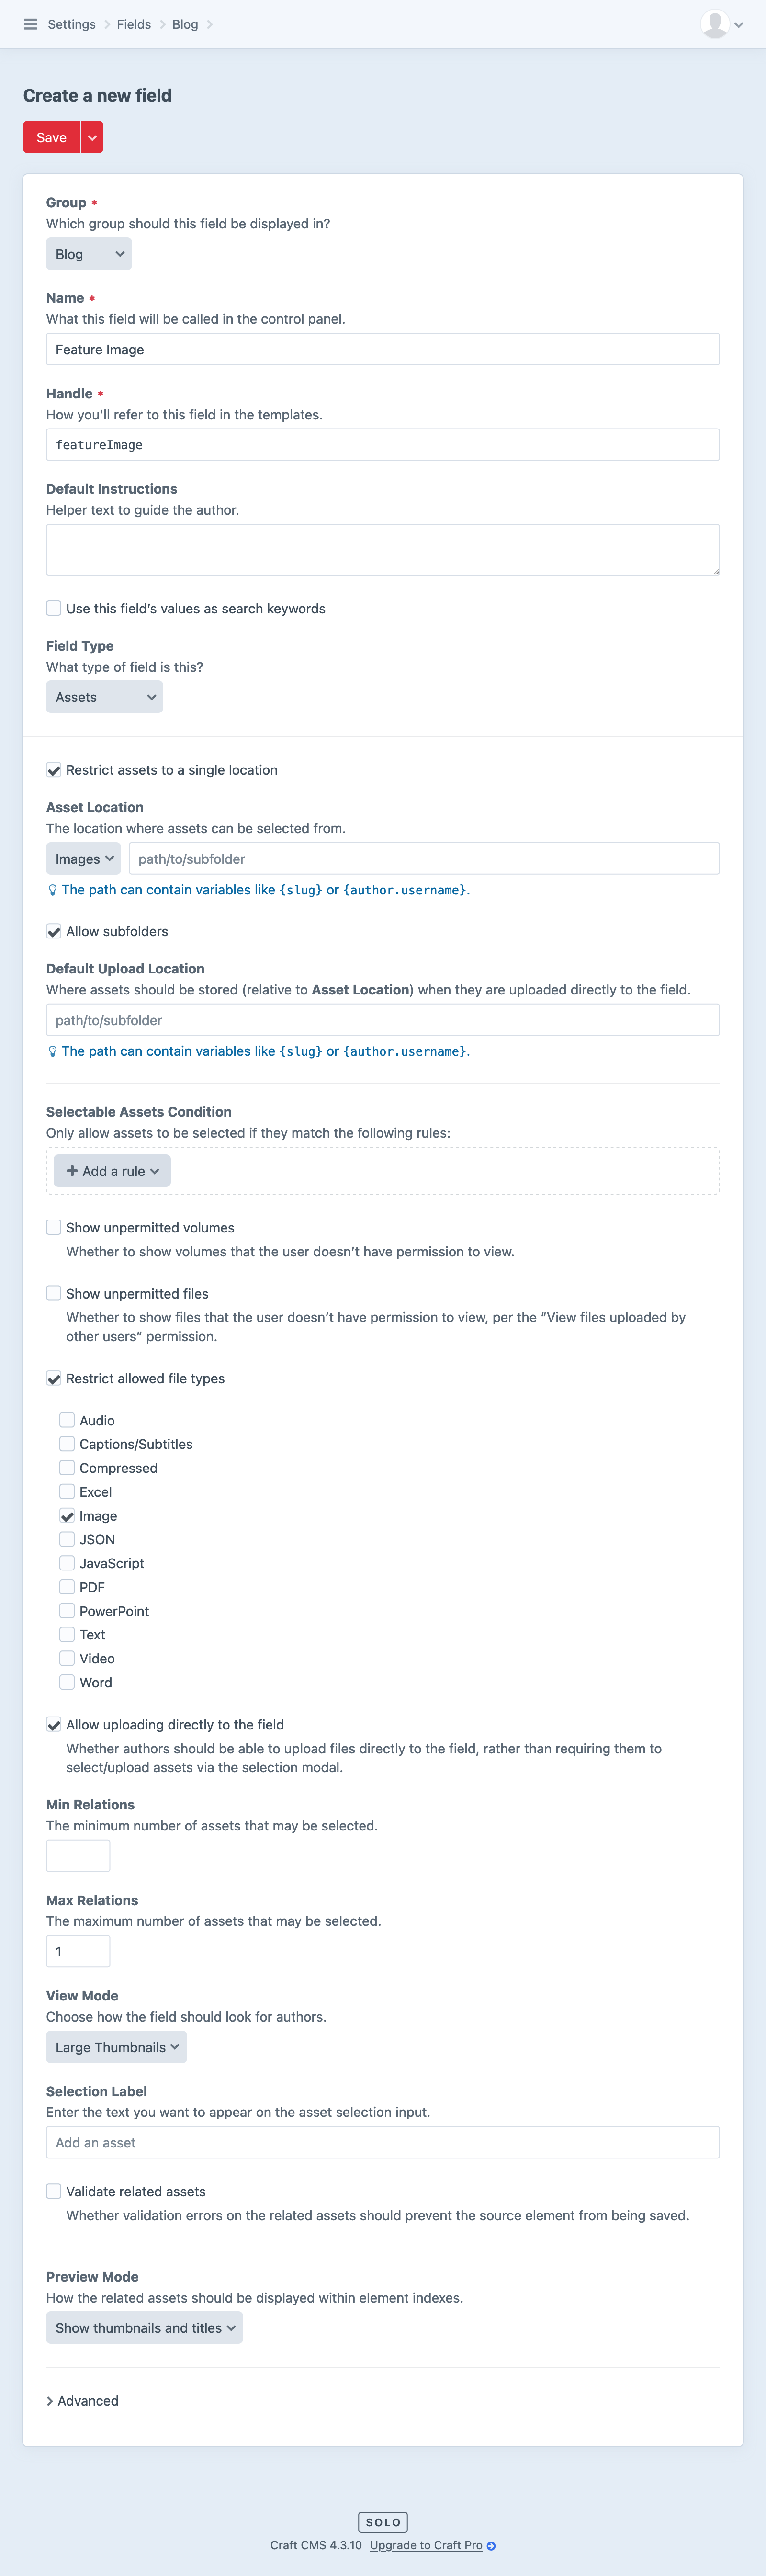 Settings Fields Blog
Create a new field
Save
Group *
Which group should this field be displayed in?
Blog
Name *
What this field will be called in the control panel.
Feature Image
Handle *
How you’ll refer to this field in the templates.
featureImage
Default Instructions
Helper text to guide the author.
Use this field’s values as search keywords
Field Type
What type of field is this?
Assets
Restrict assets to a single location
Asset Location
The location where assets can be selected from.
Images path/to/subfolder
The path can contain variables like {slug} or {author.username}.
Allow subfolders
Default Upload Location
Where assets should be stored (relative to Asset Location) when they are uploaded directly to the field.
path/to/subfolder
The path can contain variables like {slug} or {author.username}.
Selectable Assets Condition
Only allow assets to be selected if they match the following rules:
Add a rule
Show unpermitted volumes
Whether to show volumes that the user doesn’t have permission to view.
Show unpermitted files
Whether to show files that the user doesn’t have permission to view, per the “View files uploaded by
other users” permission.
Restrict allowed file types
Audio
Captions/Subtitles
Compressed
Excel
Image
JSON
JavaScript
PDF
PowerPoint
Text
Video
Word
Allow uploading directly to the field
Whether authors should be able to upload files directly to the field, rather than requiring them to
select/upload assets via the selection modal.
Min Relations
The minimum number of assets that may be selected.
Max Relations
The maximum number of assets that may be selected.
1
View Mode
Choose how the field should look for authors.
Large Thumbnails
Selection Label
Enter the text you want to appear on the asset selection input.
Add an asset
Validate related assets
Whether validation errors on the related assets should prevent the source element from being saved.
Preview Mode
How the related assets should be displayed within element indexes.
Show thumbnails and titles
Advanced
SOLO
Craft CMS 4.3.10 Upgrade to Craft Pro